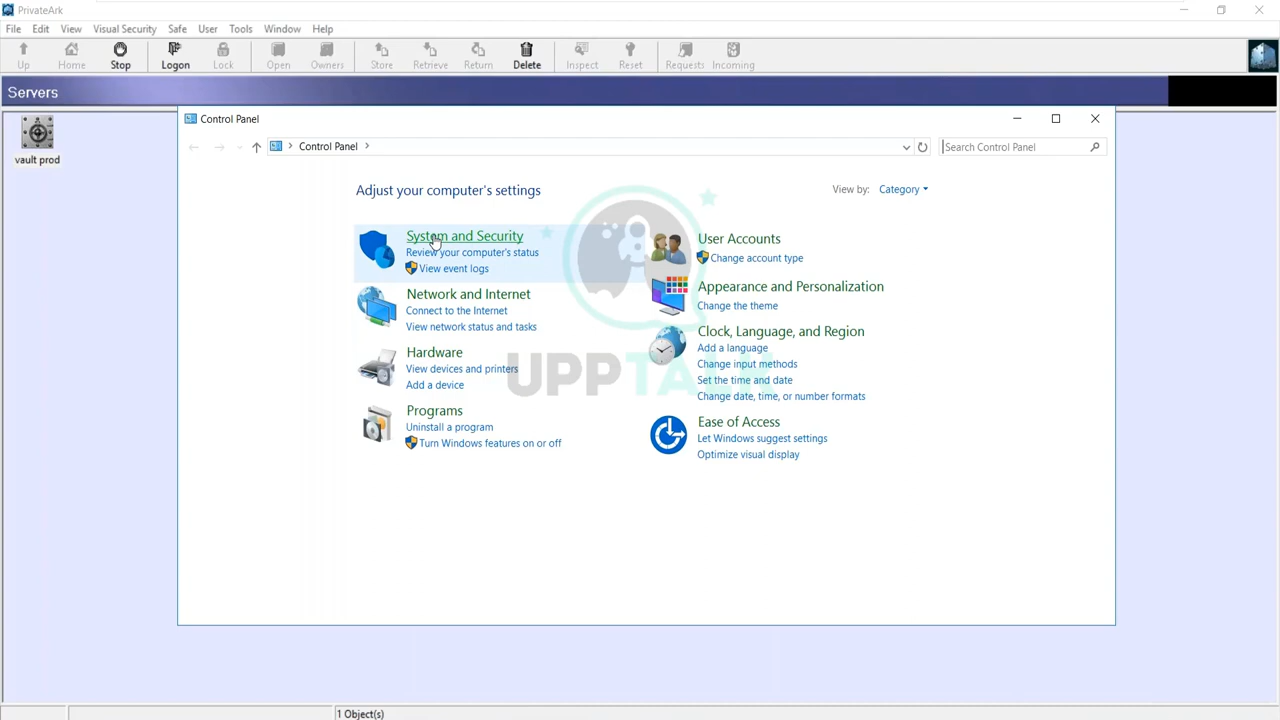 PrivateArk
File Edit View Visual Security Safe User Tools Window Help
Up Home Stop Logon Lock Open Owners Store Retrieve Return Delete Inspect Reset Requests Incoming
Servers
vault prod
Control Panel
Control Panel
Search Control Panel
Adjust your computer's settings
View by: Category
System and Security
Review your computer's status
View event logs
Network and Internet
Connect to the Internet
View network status and tasks
Hardware
View devices and printers
Add a device
Programs
Uninstall a program
Turn Windows features on or off
User Accounts
Change account type
Appearance and Personalization
Change the theme
Clock, Language, and Region
Add a language
Change input methods
Set the time and date
Change date, time, or number formats
Ease of Access
Let Windows suggest settings
Optimize visual display
UPPTALK
1 Object(s)